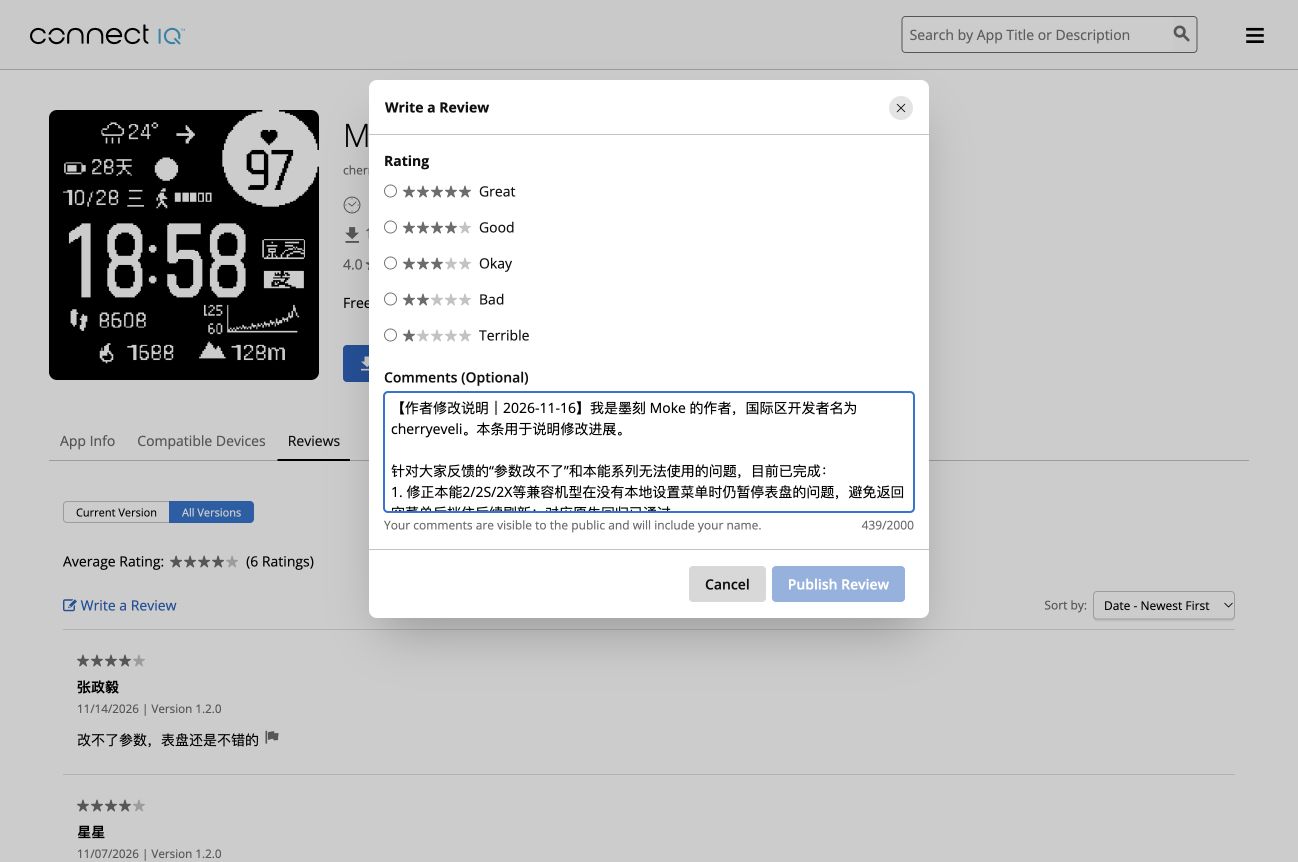 connect IQ
Search by App Title or Description
24°
97
28天
10/28 三
18:58
京
支
125
60
8608
1688
128m
M
cher
4.0
Free
App Info
Compatible Devices
Reviews
Current Version
All Versions
Average Rating: (6 Ratings)
Write a Review
Sort by:
Date - Newest First
张政毅
11/14/2026 | Version 1.2.0
改不了参数，表盘还是不错的
星星
11/07/2026 | Version 1.2.0
Write a Review
Rating
Great
Good
Okay
Bad
Terrible
Comments (Optional)
【作者修改说明｜2026-11-16】我是墨刻 Moke 的作者，国际区开发者名为
cherryeveli。本条用于说明修改进展。
针对大家反馈的“参数改不了”和本能系列无法使用的问题，目前已完成：
1. 修正本能2/2S/2X等兼容机型在没有本地设置菜单时仍暂停表盘的问题，避免返回
Your comments are visible to the public and will include your name.
439/2000
Cancel
Publish Review